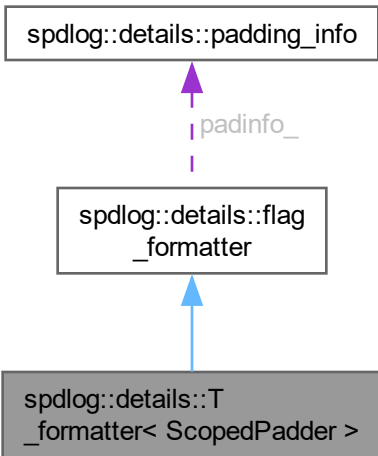 spdlog::details::padding_info
padinfo_
spdlog::details::flag
_formatter
spdlog::details::T
_formatter< ScopedPadder >